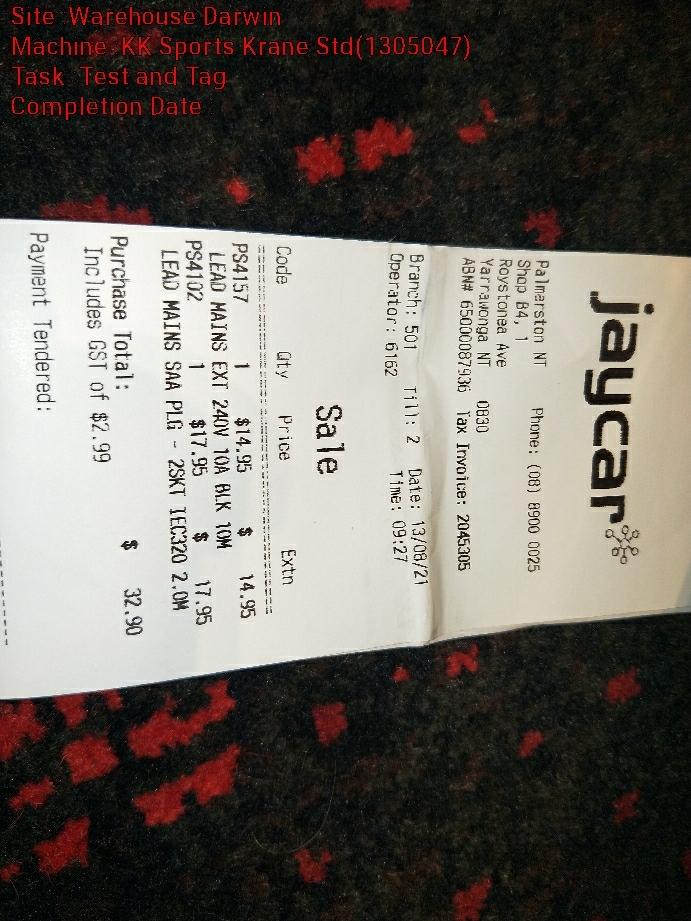 Site: Warehouse Darwin
Machine: KK Sports Krane Std(1305047)
Task: Test and Tag
Completion Date:
jaycar
Palmerston NT Phone: (08) 8900 0025
Shop B4, 1
Roystonea Ave
Yarrawonga NT 0830
ABN# 65000087936 Tax Invoice: 2045305
Branch: 501 Till: 2 Date: 13/08/21
Operator: 6162 Time: 09:27
Sale
Code Qty Price Extn
PS4157 1 $14.95 $ 14.95
LEAD MAINS EXT 240V 10A BLK 10M
PS4102 1 $17.95 $ 17.95
LEAD MAINS SAA PLG - 2SKT IEC320 2.0M
Purchase Total: $ 32.90
Includes GST of $2.99
Payment Tendered: